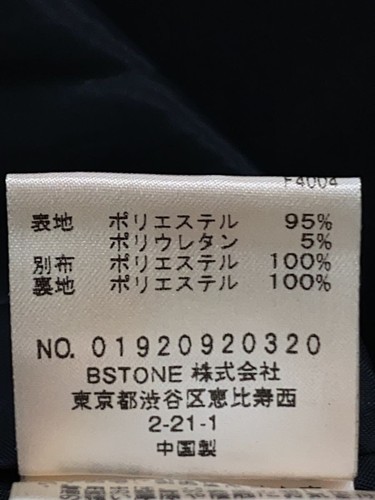 F4004
表地 ポリエステル 95%
ポリウレタン 5%
別布 ポリエステル 100%
裏地 ポリエステル 100%
NO. 01920920320
BSTONE 株式会社
東京都渋谷区恵比寿西
2-21-1
中国製